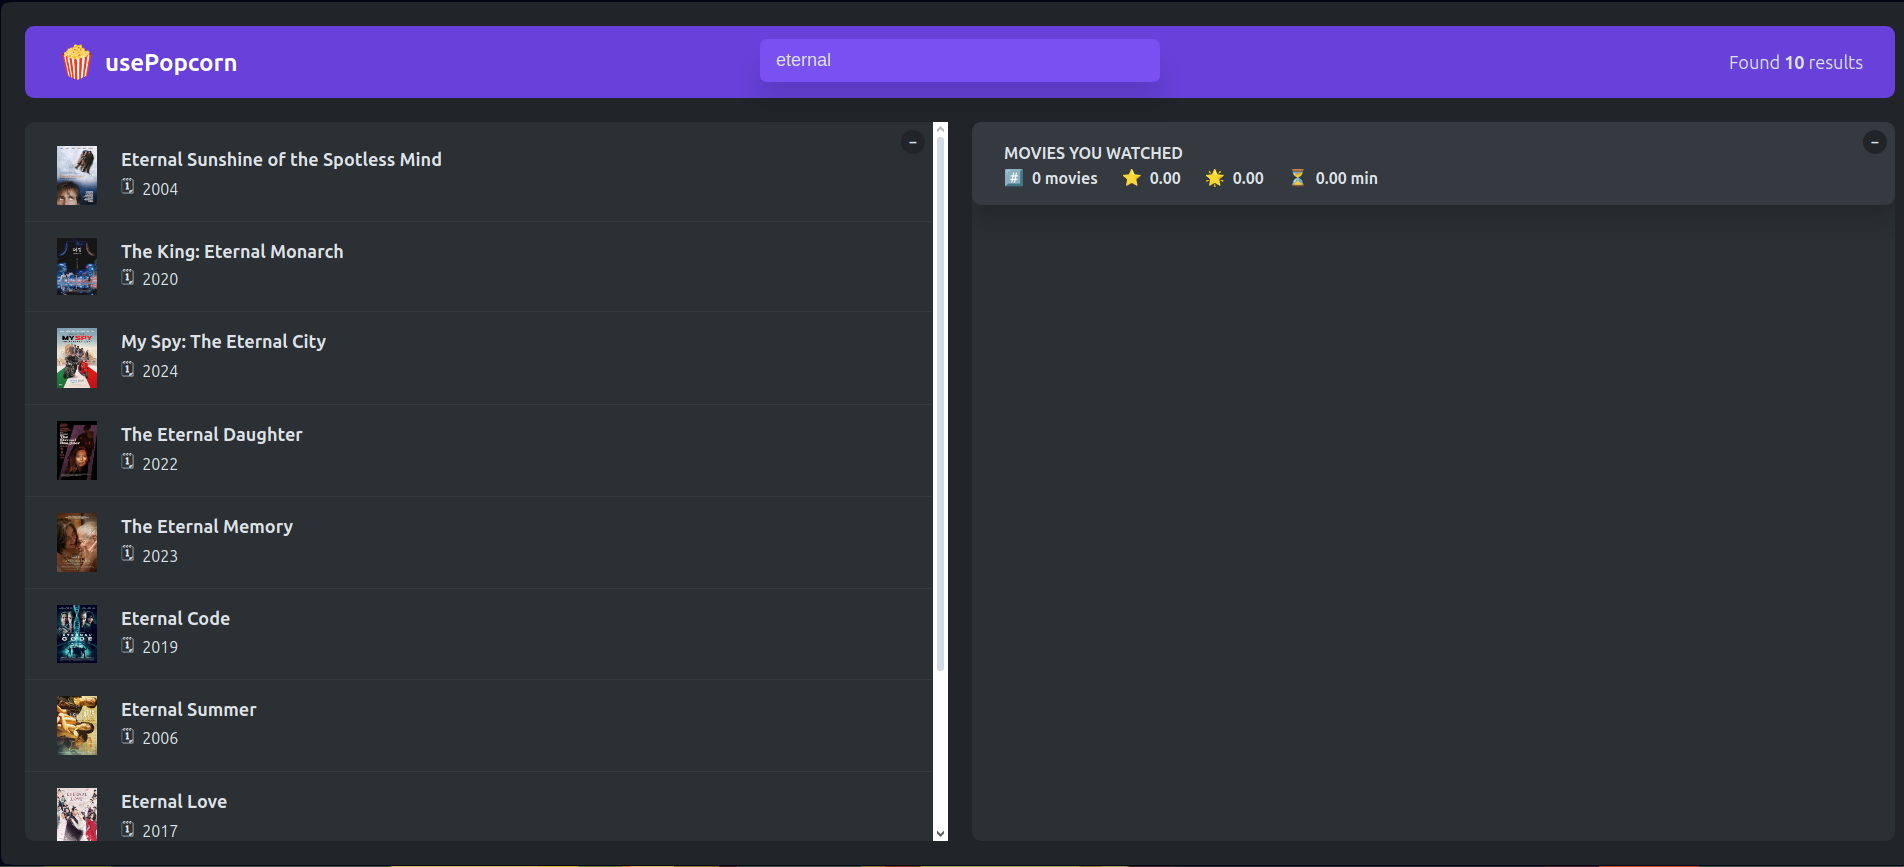 usePopcorn
eternal
Found 10 results
Eternal Sunshine of the Spotless Mind
2004
The King: Eternal Monarch
2020
My Spy: The Eternal City
2024
The Eternal Daughter
2022
The Eternal Memory
2023
Eternal Code
2019
Eternal Summer
2006
Eternal Love
2017
MOVIES YOU WATCHED
0 movies 0.00 0.00 0.00 min